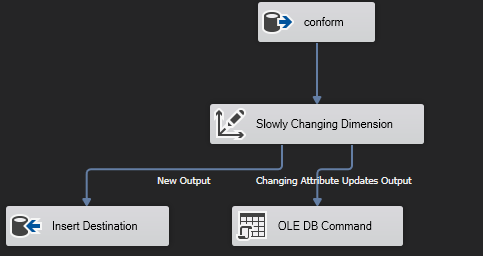 conform
Slowly Changing Dimension
New Output
Changing Attribute Updates Output
Insert Destination
OLE DB Command